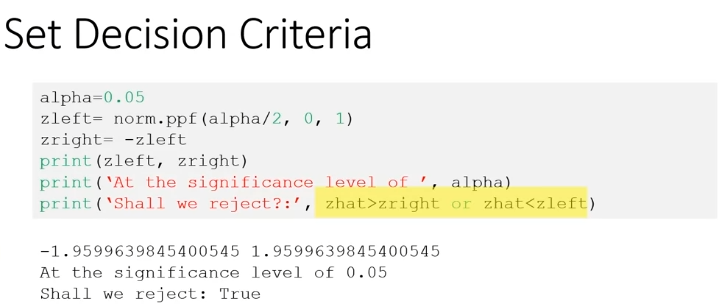 Set Decision Criteria
alpha=0.05
zleft= norm.ppf(alpha/2, 0, 1)
zright= -zleft
print(zleft, zright)
print(‘At the significance level of ’, alpha)
print(‘Shall we reject?:’, zhat>zright or zhat<zleft)
-1.9599639845400545 1.9599639845400545
At the significance level of 0.05
Shall we reject: True